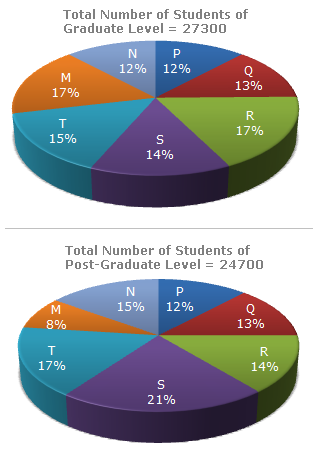 Total Number of Students of
Graduate Level = 27300
N
12%
P
12%
M
17%
Q
13%
R
17%
T
15%
S
14%
Total Number of Students of
Post-Graduate Level = 24700
N
15%
P
12%
M
8%
Q
13%
T
17%
R
14%
S
21%